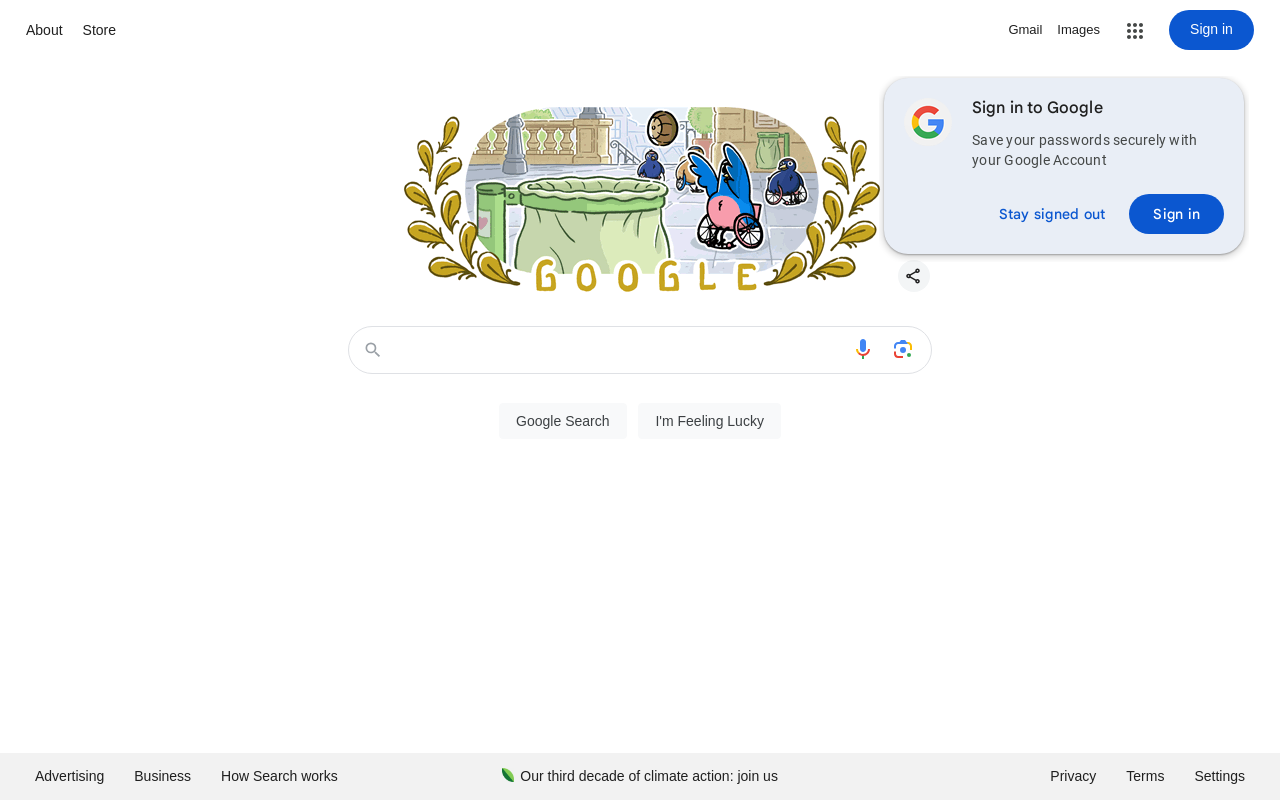 About Store
Gmail Images Sign in
Sign in to Google
Save your passwords securely with
your Google Account
Stay signed out Sign in
GOOGLE
Google Search I'm Feeling Lucky
Advertising Business How Search works Our third decade of climate action: join us Privacy Terms Settings